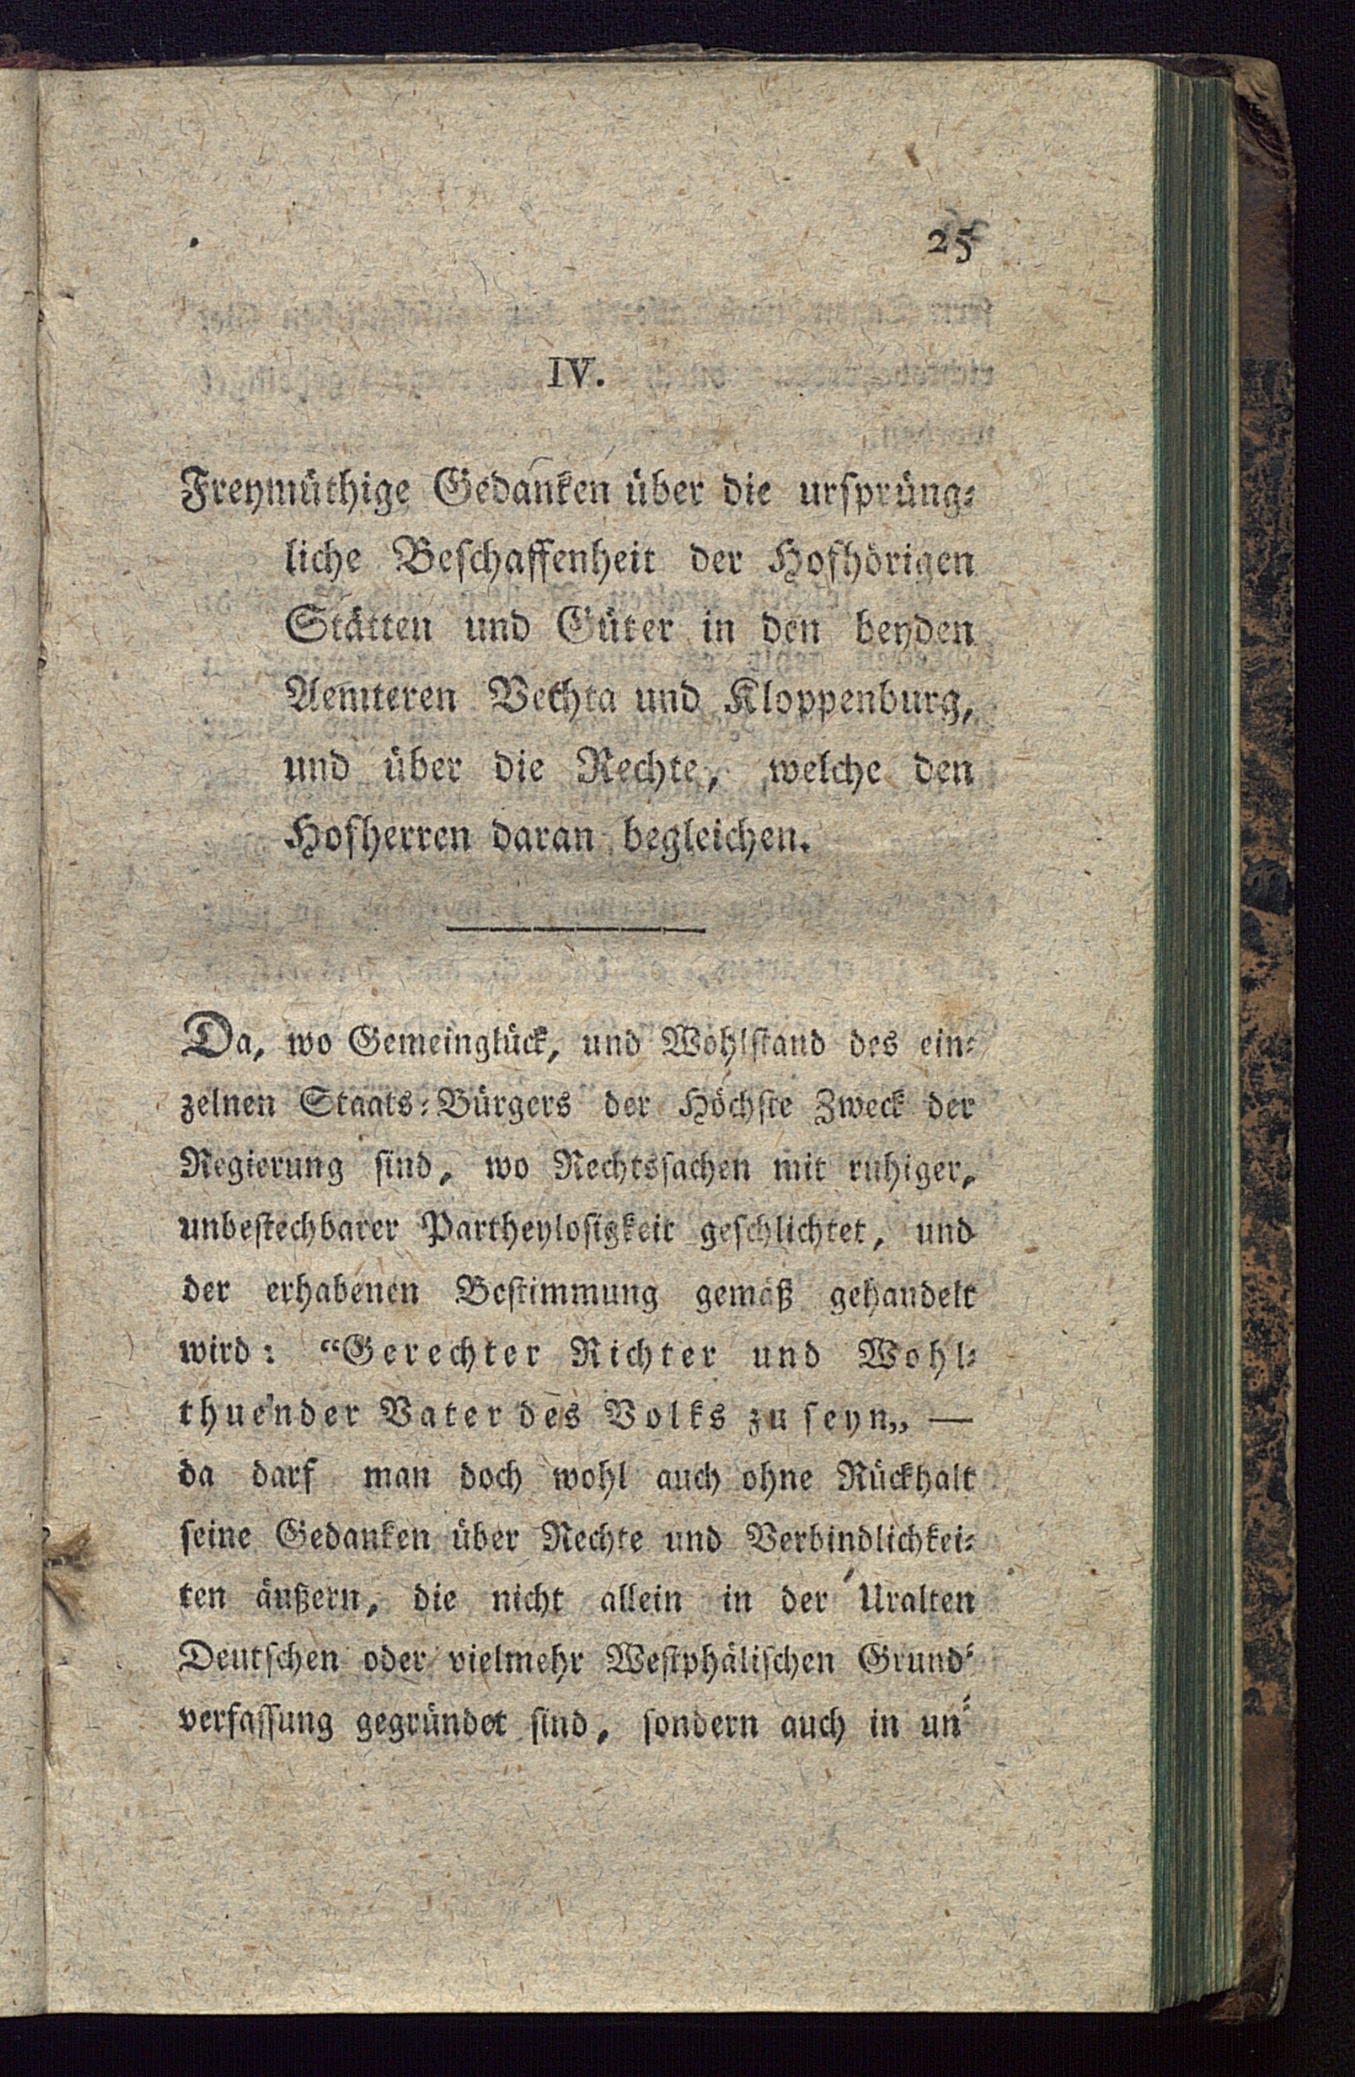 25
IV.
Freymüthige Gedanken über die ursprüng-
liche Beschaffenheit der Hofhörigen
Stätten und Güter in den beyden
Aemteren Vechta und Kloppenburg,
und über die Rechte, welche den
Hofherren daran begleichen.
Da, wo Gemeinglück, und Wohlstand des ein-
zelnen Staats-Bürgers der Höchste Zweck der
Regierung sind, wo Rechtssachen mit ruhiger,
unbestechbarer Partheylosigkeit geschlichtet, und
der erhabenen Bestimmung gemäß gehandelt
wird: “Gerechter Richter und Wohl-
thuender Vater des Volks zu seyn„ —
da darf man doch wohl auch ohne Rückhalt
seine Gedanken über Rechte und Verbindlichkei-
ten äußern, die nicht allein in der Uralten
Deutschen oder vielmehr Westphälischen Grund-
verfassung gegründet sind, sondern auch in un-